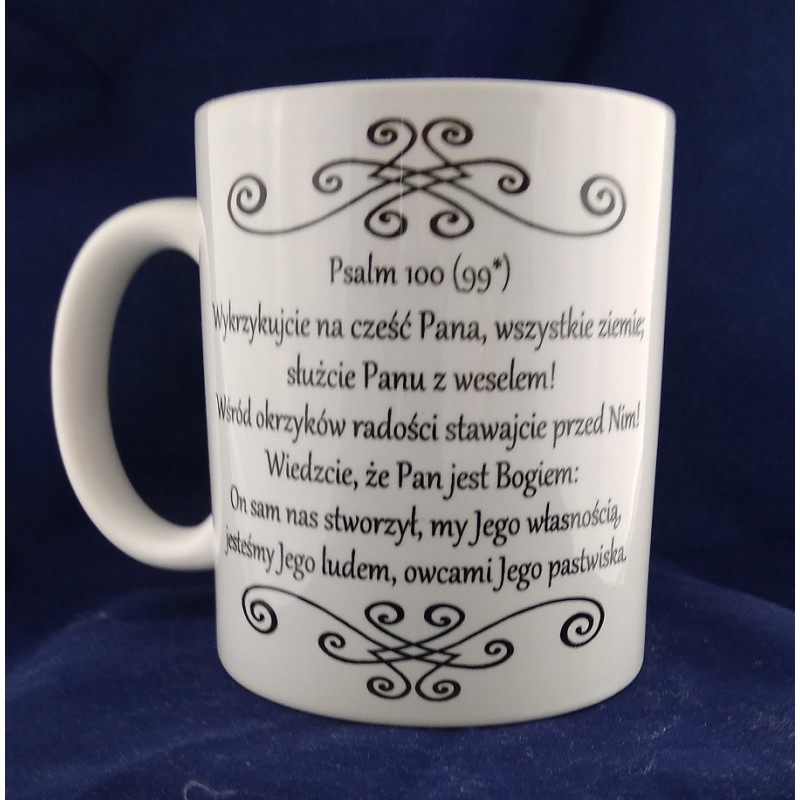 Psalm 100 (99*)
Wykrzykujcie na cześć Pana, wszystkie ziemie;
służcie Panu z weselem!
Wśród okrzyków radości stawajcie przed Nim!
Wiedzcie, że Pan jest Bogiem:
On sam nas stworzył, my Jego własnością,
jesteśmy Jego ludem, owcami Jego pastwiska.